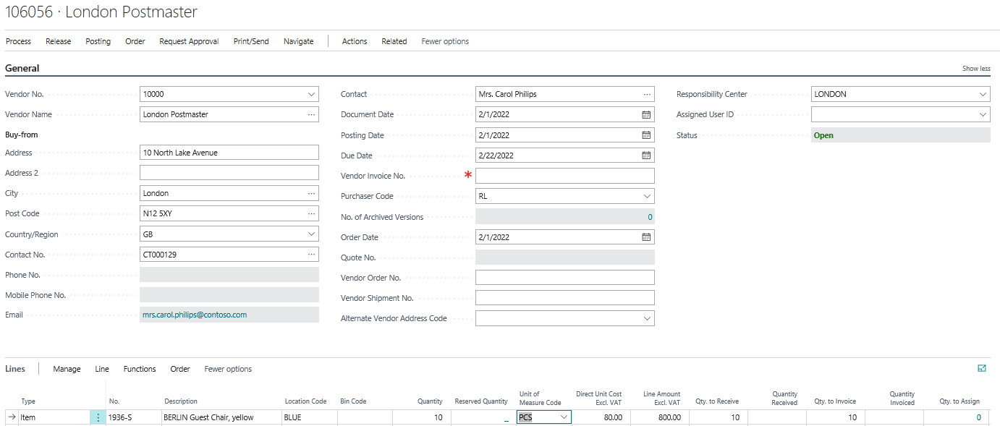 106056 · London Postmaster
Process Release Posting Order Request Approval Print/Send Navigate Actions Related Fewer options
General Show less
Vendor No. 10000
Vendor Name London Postmaster
Buy-from
Address 10 North Lake Avenue
Address 2
City London
Post Code N12 5XY
Country/Region GB
Contact No. CT000129
Phone No.
Mobile Phone No.
Email mrs.carol.philips@contoso.com
Contact Mrs. Carol Philips
Document Date 2/1/2022
Posting Date 2/1/2022
Due Date 2/22/2022
Vendor Invoice No. *
Purchaser Code RL
No. of Archived Versions 0
Order Date 2/1/2022
Quote No.
Vendor Order No.
Vendor Shipment No.
Alternate Vendor Address Code
Responsibility Center LONDON
Assigned User ID
Status Open
Lines Manage Line Functions Order Fewer options
Type No. Description Location Code Bin Code Quantity Reserved Quantity Unit of Measure Code Direct Unit Cost Excl. VAT Line Amount Excl. VAT Qty. to Receive Quantity Received Qty. to Invoice Quantity Invoiced Qty. to Assign
Item 1936-S BERLIN Guest Chair, yellow BLUE 10 _ PCS 80.00 800.00 10 10 0